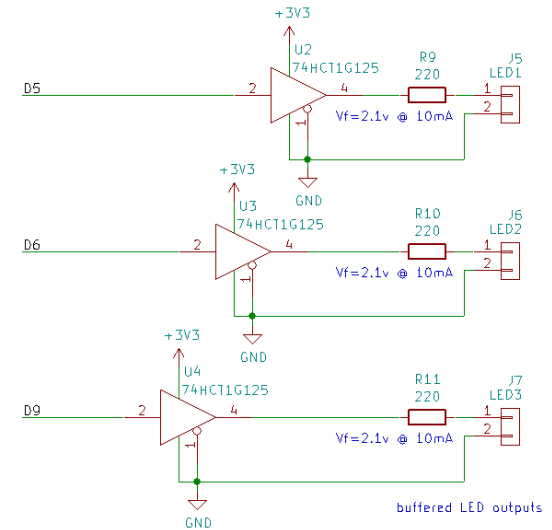 +3V3
U2
74HCT1G125
R9
220
J5
LED1
D5
2
4
1
1
2
Vf=2.1v @ 10mA
GND
+3V3
U3
74HCT1G125
R10
220
J6
LED2
D6
2
4
1
1
2
Vf=2.1v @ 10mA
GND
+3V3
U4
74HCT1G125
R11
220
J7
LED3
D9
2
4
1
1
2
Vf=2.1v @ 10mA
GND
buffered LED outputs